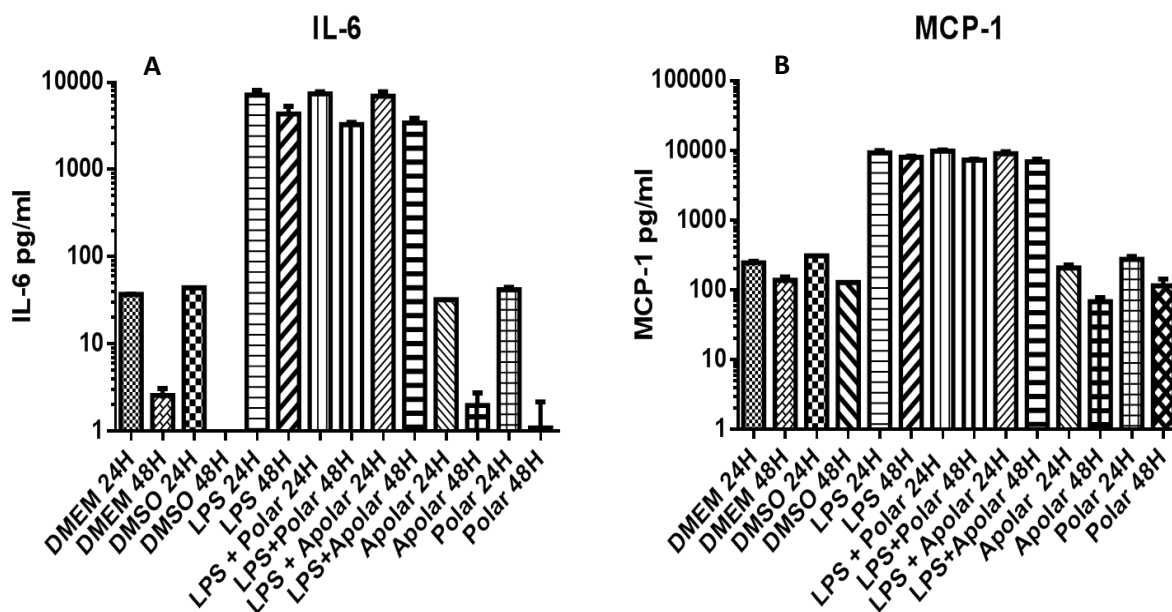 IL-6
A
10000
1000
100
10
1
IL-6 pg/ml
DMEM 24H
DMEM 48H
DMSO 24H
DMSO 48H
LPS 24H
LPS 48H
LPS + Polar 24H
LPS+Polar 48H
LPS + Apolar 24H
LPS+Apolar 48H
Apolar 24H
Apolar 48H
Polar 24H
Polar 48H
MCP-1
B
100000
10000
1000
100
10
1
MCP-1 pg/ml
DMEM 24H
DMEM 48H
DMSO 24H
DMSO 48H
LPS 24H
LPS 48H
LPS + Polar 24H
LPS+Polar 48H
LPS + Apolar 24H
LPS+Apolar 48H
Apolar 24H
Apolar 48H
Polar 24H
Polar 48H